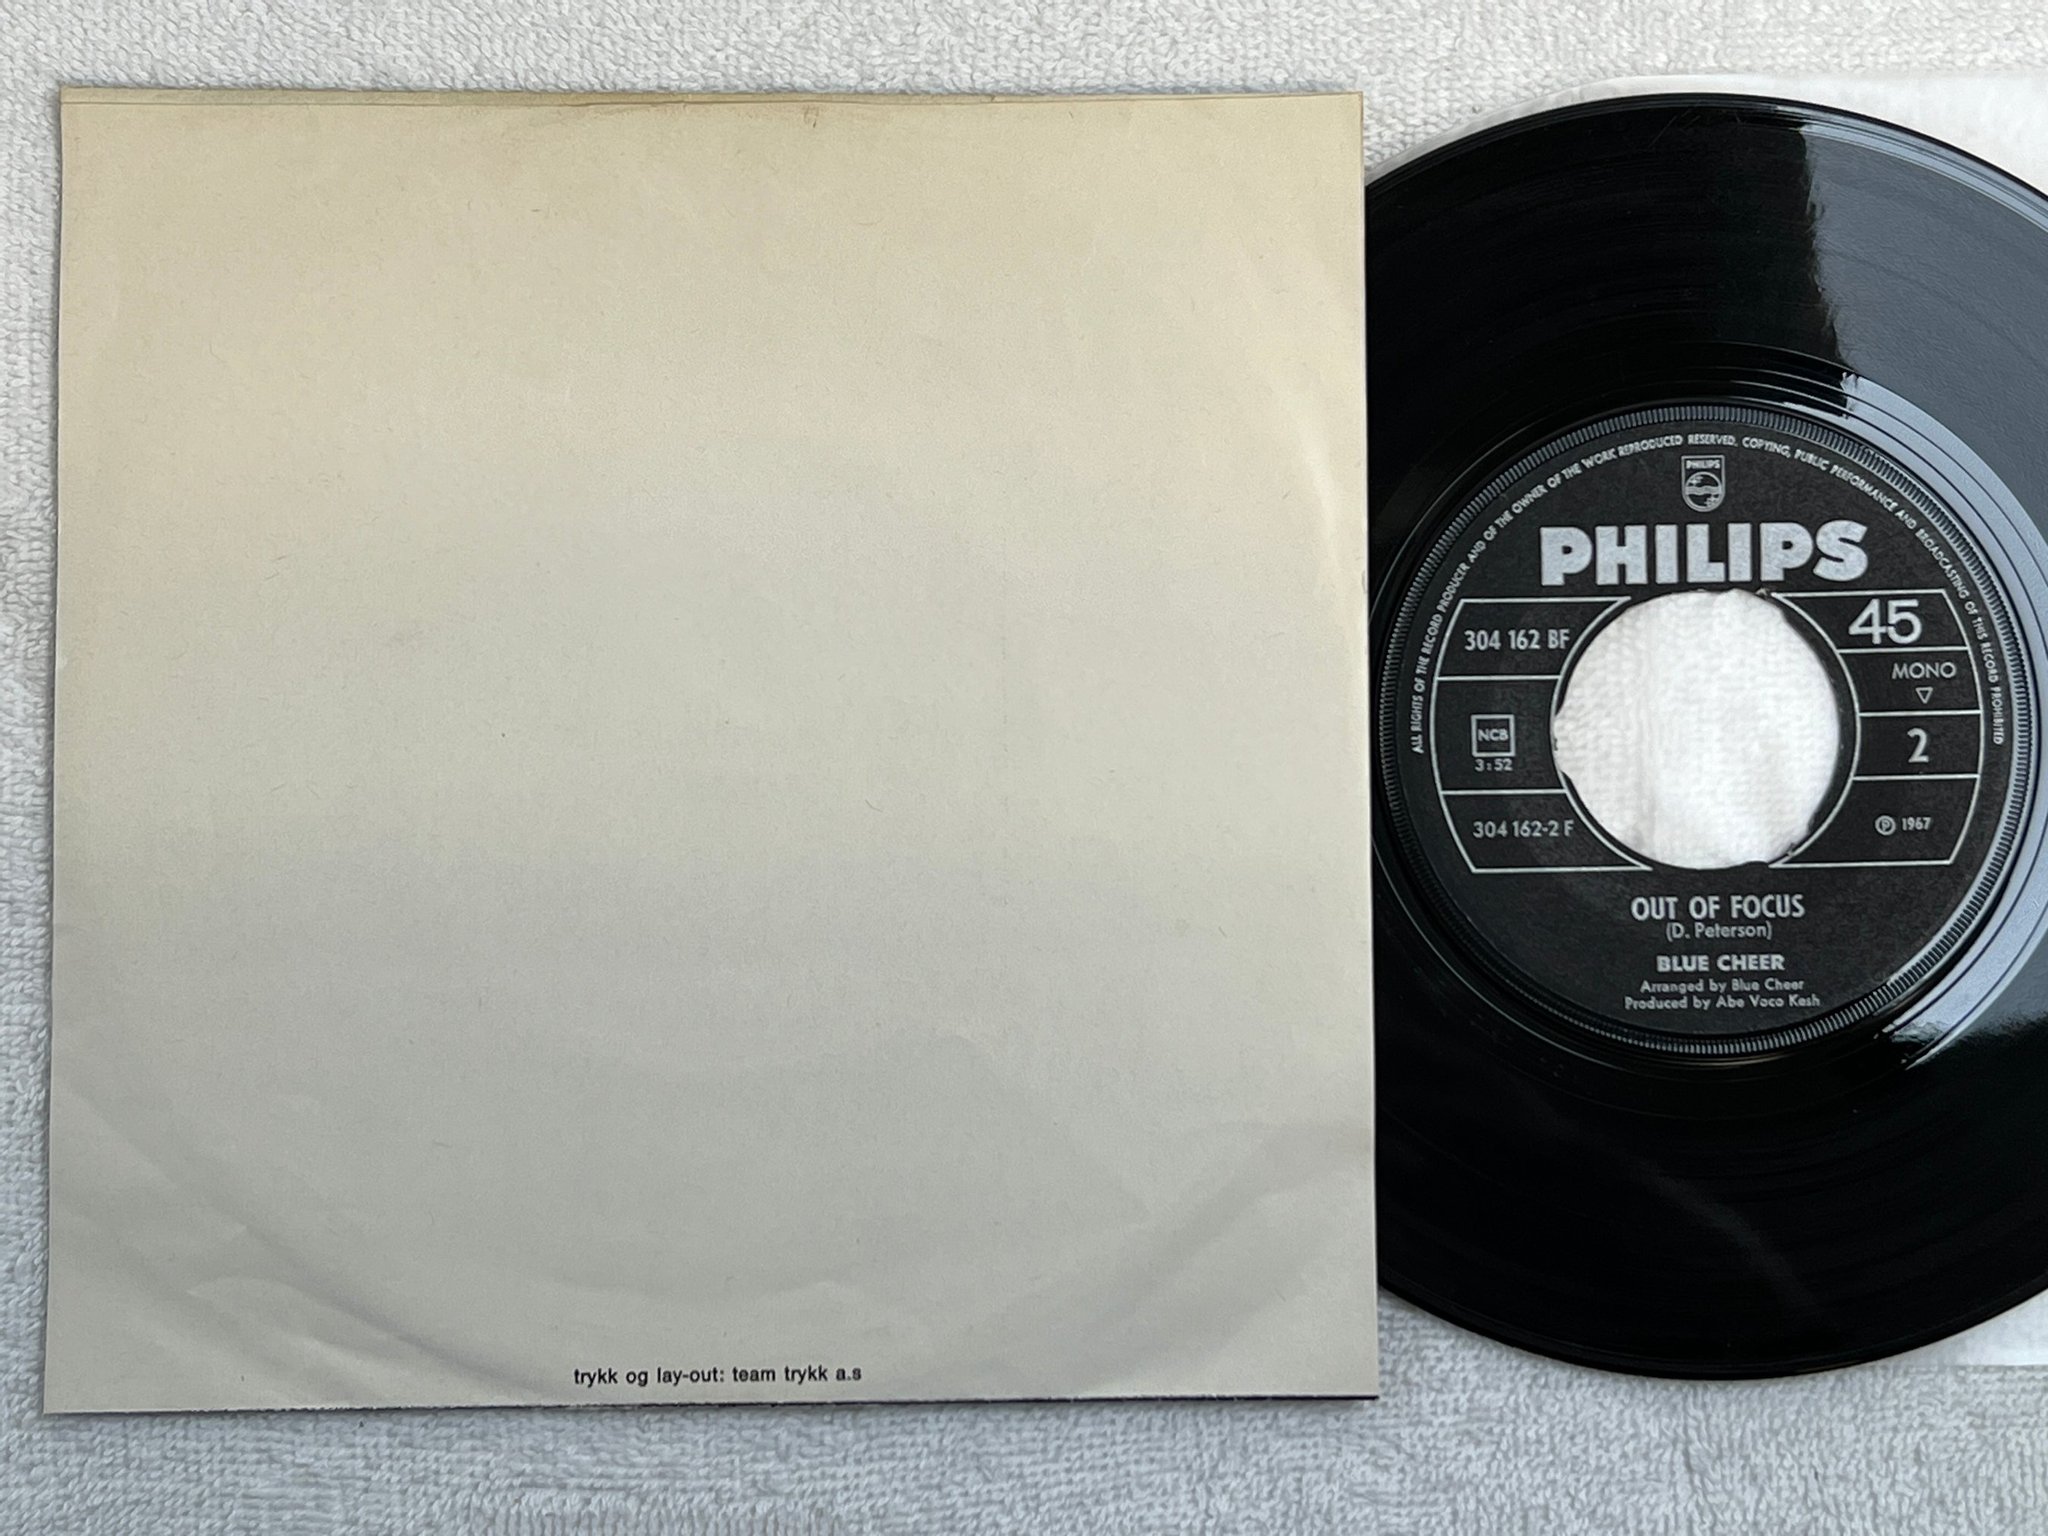 ALL RIGHTS OF THE RECORD PRODUCER AND OF THE OWNER OF THE WORK REPRODUCED RESERVED. COPYING, PUBLIC PERFORMANCE AND BROADCASTING OF THIS RECORD PROHIBITED
PHILIPS
PHILIPS
304 162 BF
45
MONO
NCB
3:52
2
304 162-2 F
℗ 1967
OUT OF FOCUS
(D. Peterson)
BLUE CHEER
Arranged by Blue Cheer
Produced by Abe Voco Kesh
trykk og lay-out: team trykk a.s